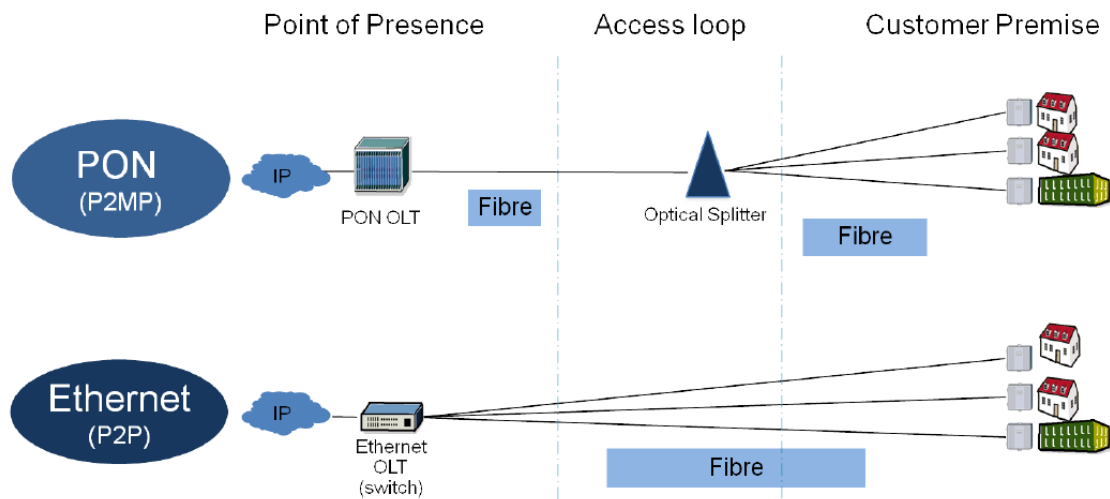 Point of Presence
Access loop
Customer Premise
PON
(P2MP)
IP
PON OLT
Fibre
Optical Splitter
Fibre
Ethernet
(P2P)
IP
Ethernet
OLT
(switch)
Fibre